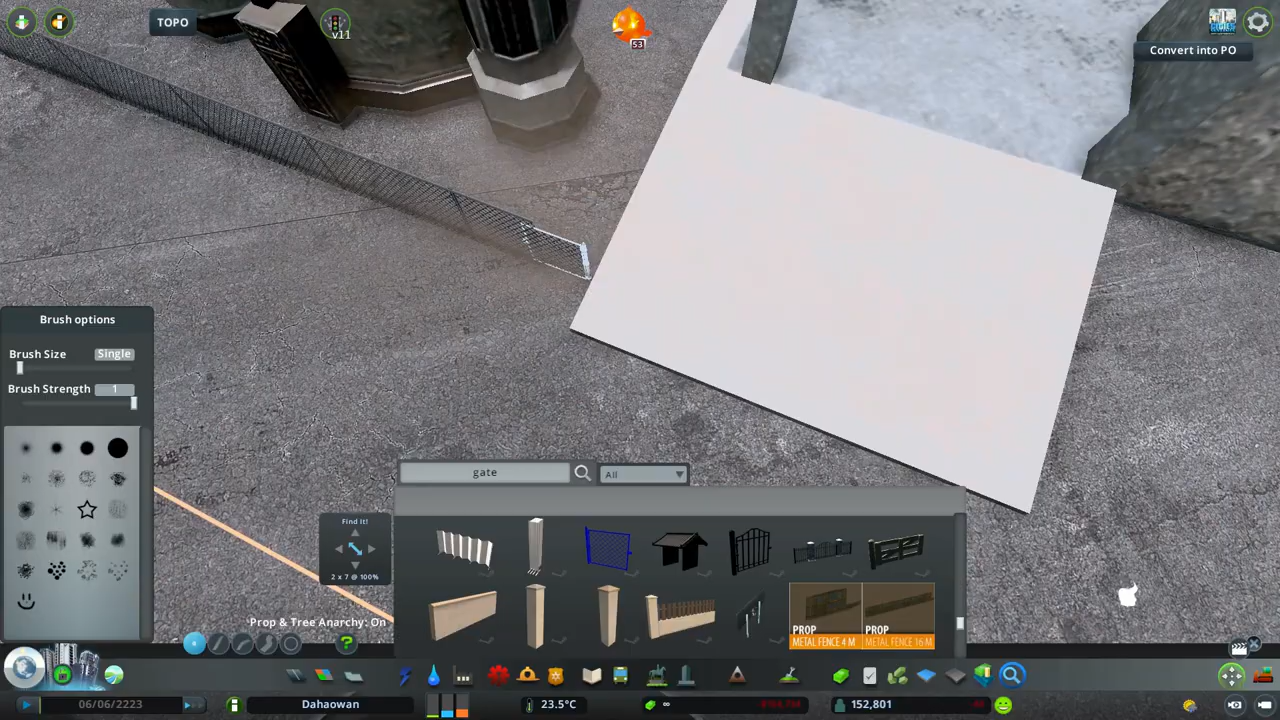 TOPO
v11
53
Convert into PO
Brush options
Brush Size Single
Brush Strength 1
gate
All
Find It!
2 x 7 @ 100%
PROP
METAL FENCE 4 M
PROP
METAL FENCE 16 M
Prop & Tree Anarchy: On
?
06/06/2223
Dahaowan
23.5°C
∞
152,801